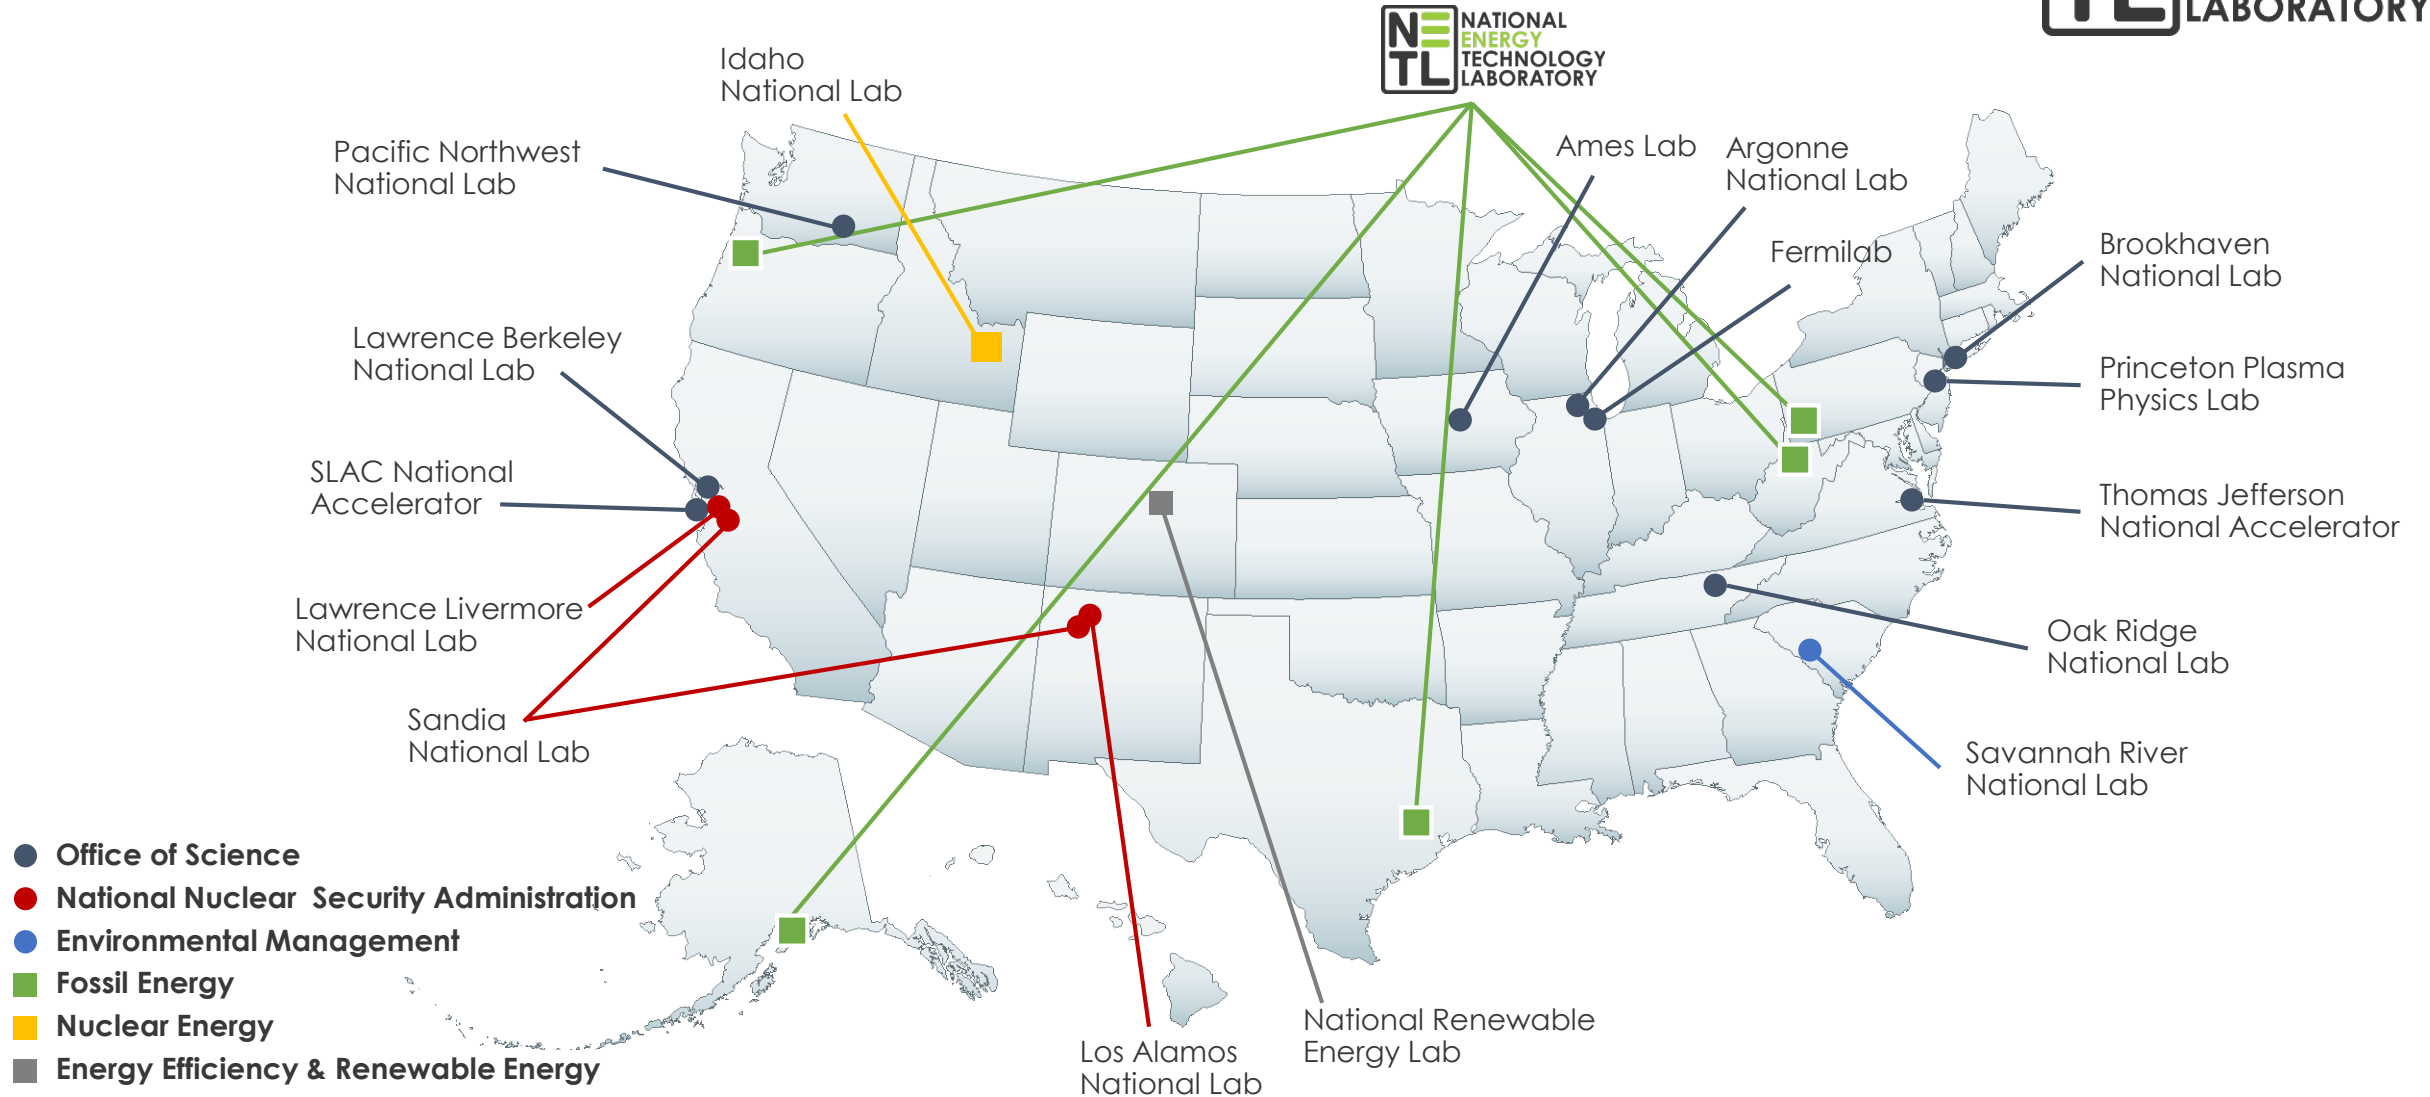 LABORATORY
NATIONAL
ENERGY
TECHNOLOGY
LABORATORY
NE
TL
TL
Idaho
National Lab
Pacific Northwest
National Lab
Ames Lab
Argonne
National Lab
Fermilab
Brookhaven
National Lab
Lawrence Berkeley
National Lab
Princeton Plasma
Physics Lab
SLAC National
Accelerator
Thomas Jefferson
National Accelerator
Lawrence Livermore
National Lab
Oak Ridge
National Lab
Sandia
National Lab
Savannah River
National Lab
Office of Science
National Nuclear  Security Administration
Environmental Management
Fossil Energy
Nuclear Energy
Energy Efficiency & Renewable Energy
National Renewable
Energy Lab
Los Alamos
National Lab